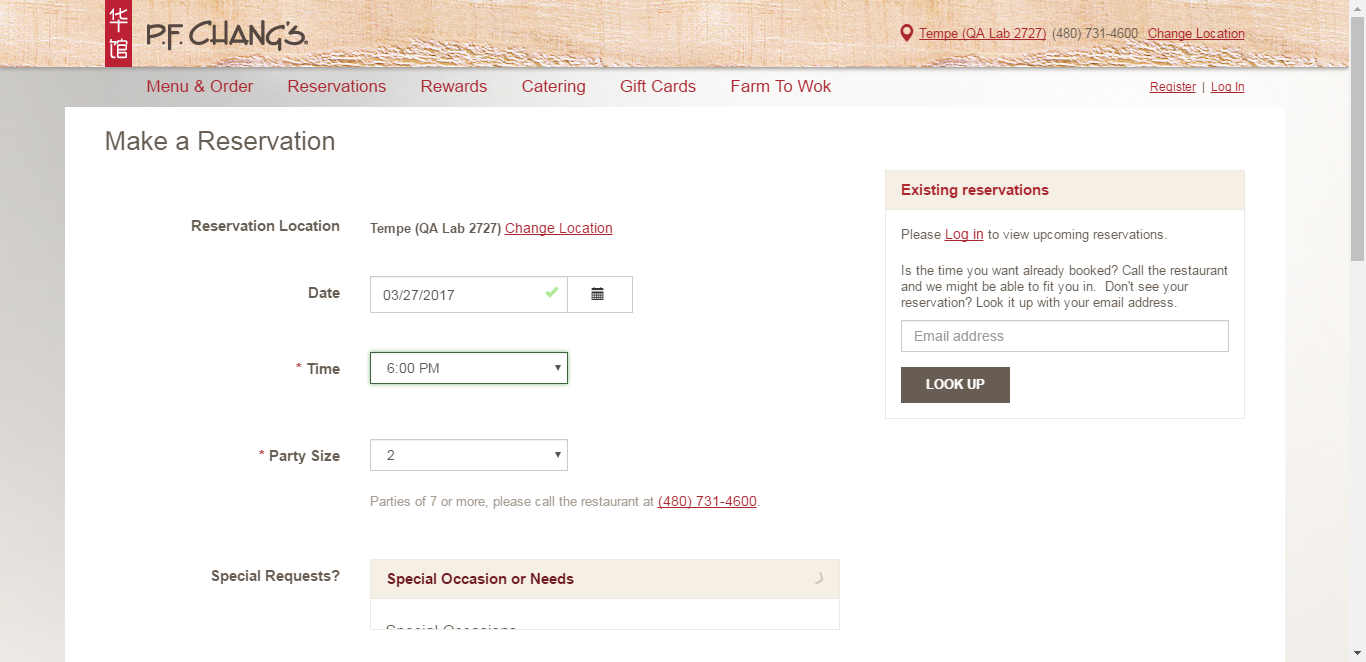 华
馆
P.F. CHANG'S.
Tempe (QA Lab 2727) (480) 731-4600 Change Location
Menu & Order Reservations Rewards Catering Gift Cards Farm To Wok
Register | Log In
Make a Reservation
Reservation Location
Tempe (QA Lab 2727) Change Location
Date
03/27/2017
* Time
6:00 PM
* Party Size
2
Parties of 7 or more, please call the restaurant at (480) 731-4600.
Special Requests?
Special Occasion or Needs
Special Occasions
Existing reservations
Please Log in to view upcoming reservations.
Is the time you want already booked? Call the restaurant
and we might be able to fit you in. Don't see your
reservation? Look it up with your email address.
Email address
LOOK UP